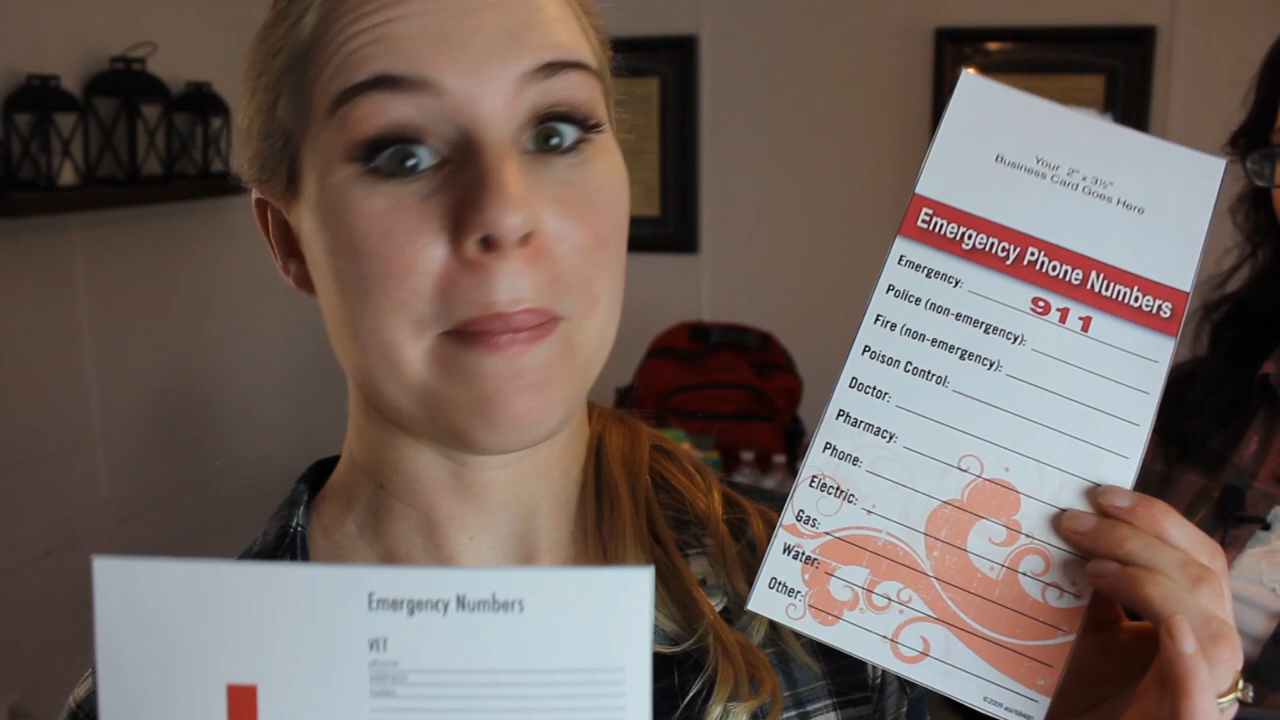 Your 2" x 3½"
Business Card Goes Here
Emergency Phone Numbers
Emergency: 911
Police (non-emergency):
Fire (non-emergency):
Poison Control:
Doctor:
Pharmacy:
Phone:
Electric:
Gas:
Water:
Other:
Emergency Numbers
VET